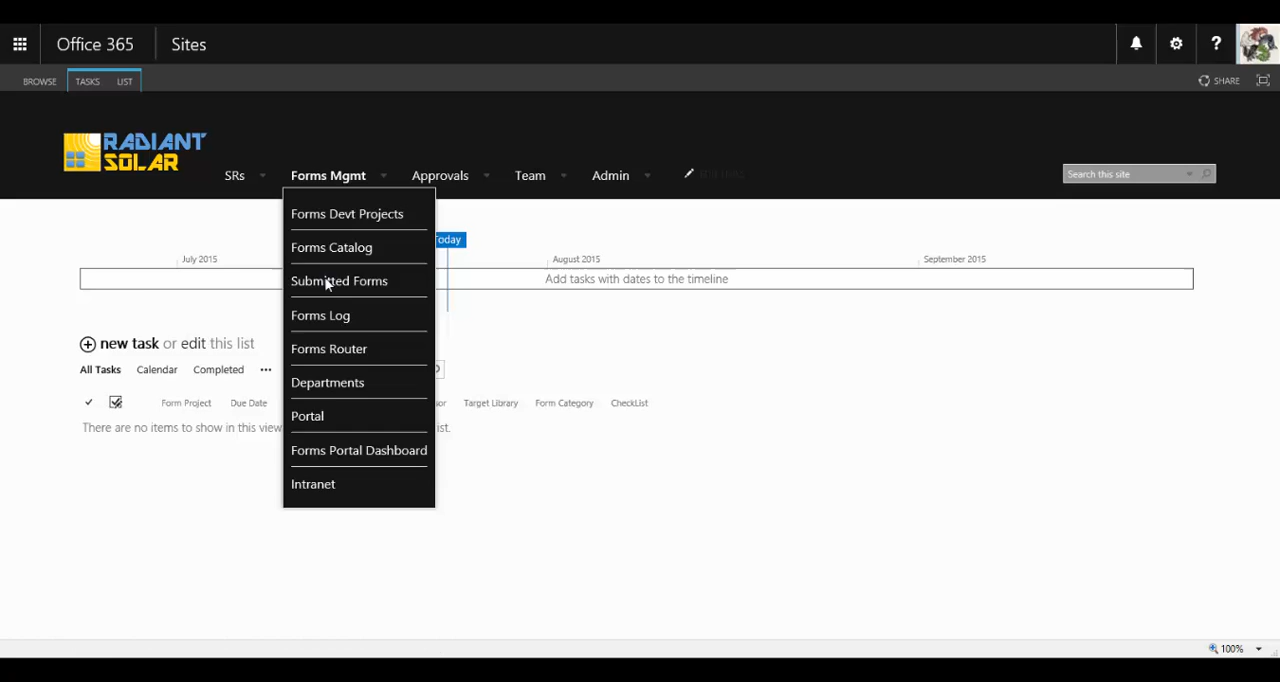 Office 365
Sites
?
BROWSE
TASKS
LIST
SHARE
RADIANT
SOLAR
SRs
Forms Mgmt
Approvals
Team
Admin
EDIT LINKS
Search this site
Forms Devt Projects
Forms Catalog
Submitted Forms
Forms Log
Forms Router
Departments
Portal
Forms Portal Dashboard
Intranet
Today
July 2015
August 2015
September 2015
Add tasks with dates to the timeline
new task or edit this list
All Tasks
Calendar
Completed
•••
Form Project
Due Date
Target Library
Form Category
CheckList
There are no items to show in this view
list.
100%